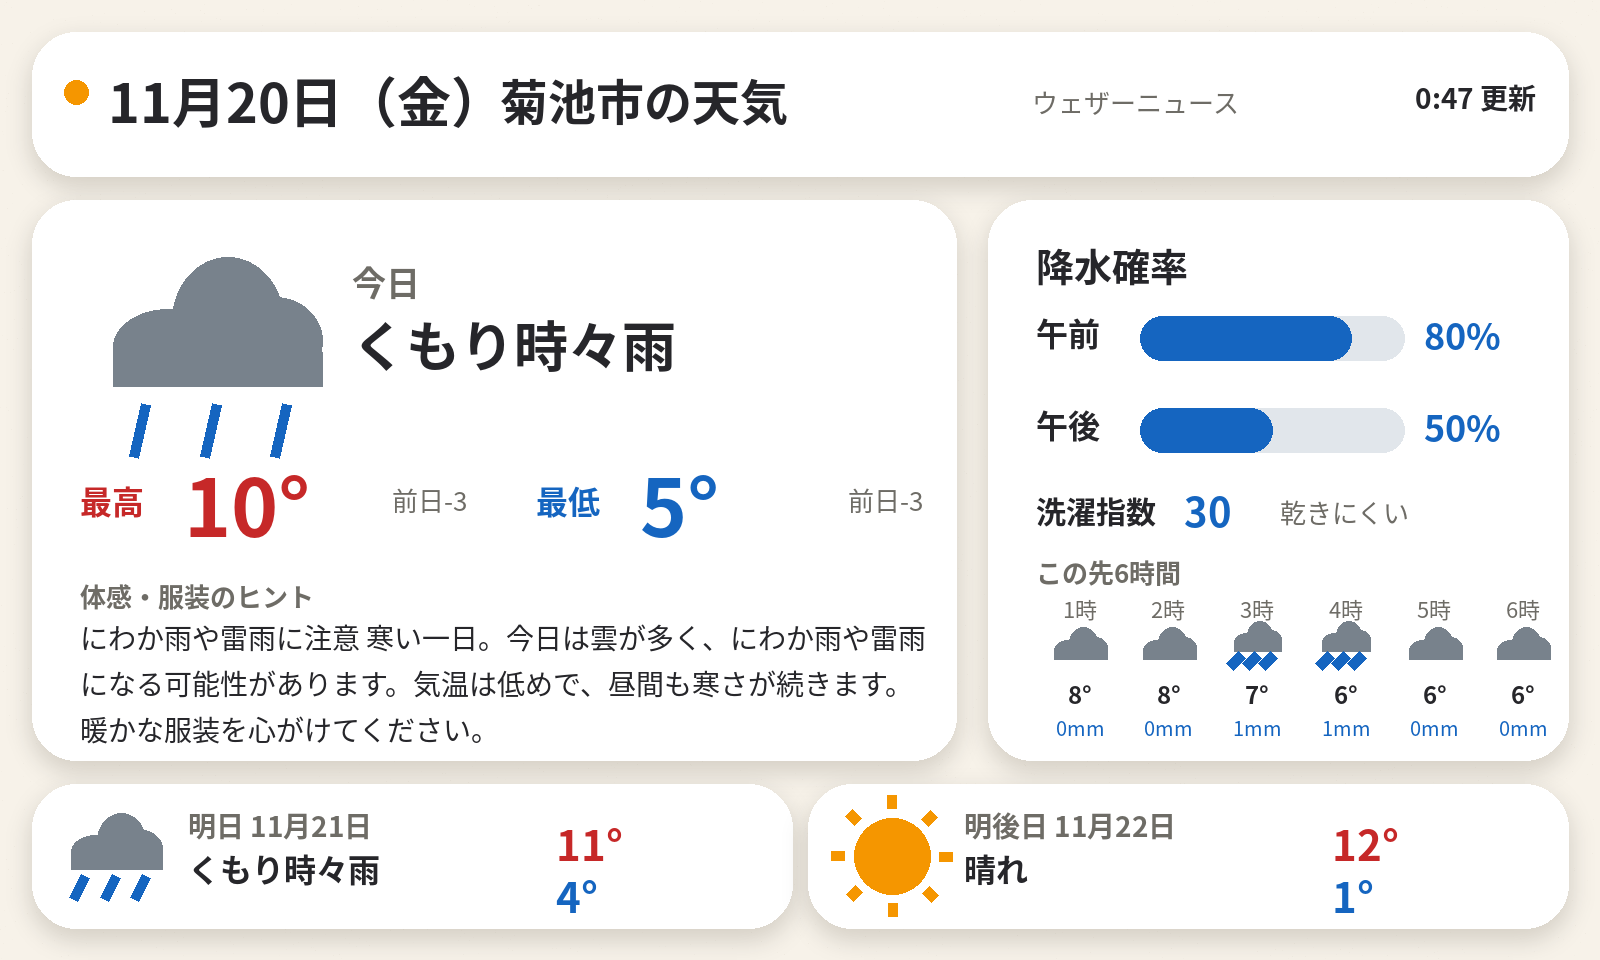 11月20日（金）菊池市の天気
ウェザーニュース
0:47 更新
今日
くもり時々雨
最高 10° 前日-3 最低 5° 前日-3
体感・服装のヒント
にわか雨や雷雨に注意 寒い一日。今日は雲が多く、にわか雨や雷雨
になる可能性があります。気温は低めで、昼間も寒さが続きます。
暖かな服装を心がけてください。
降水確率
午前 80%
午後 50%
洗濯指数 30 乾きにくい
この先6時間
1時 2時 3時 4時 5時 6時
8° 8° 7° 6° 6° 6°
0mm 0mm 1mm 1mm 0mm 0mm
明日 11月21日
くもり時々雨
11°
4°
明後日 11月22日
晴れ
12°
1°